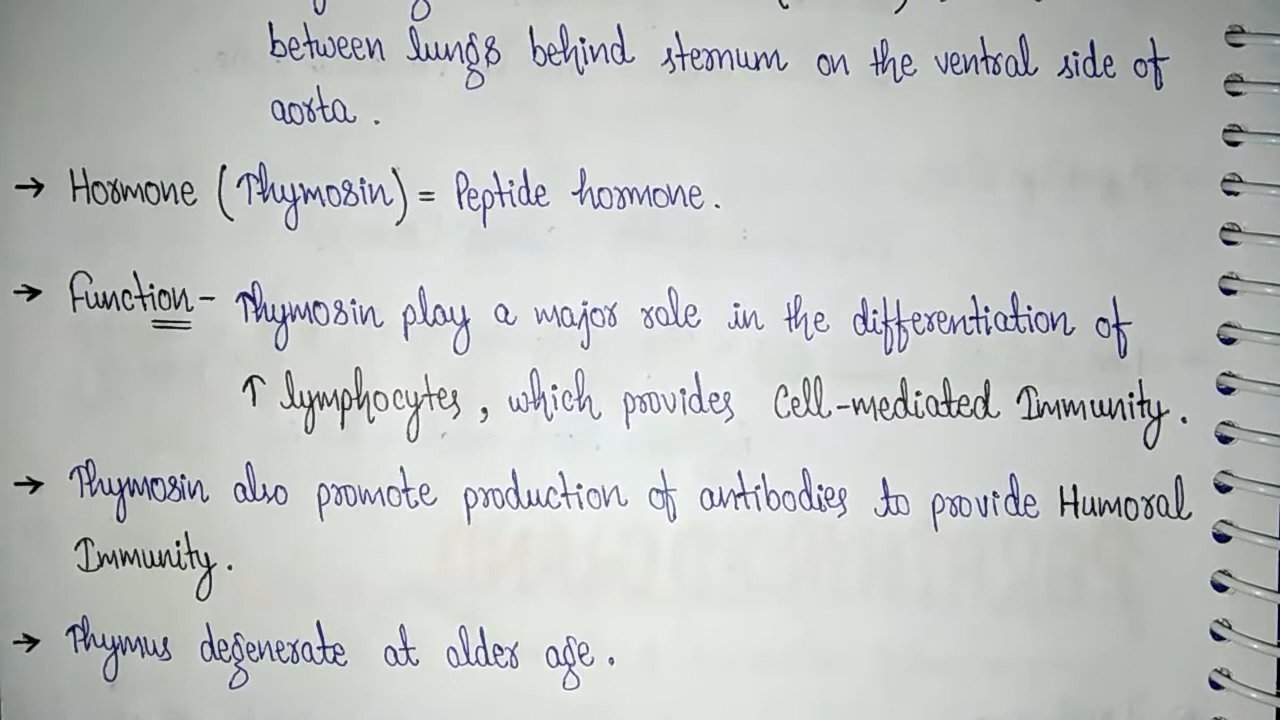 between lungs behind sternum on the ventral side of
aorta.
→ Hormone (Thymosin) = Peptide hormone.
→ Function - Thymosin play a major role in the differentiation of
↑ lymphocytes, which provides Cell-mediated Immunity.
→ Thymosin also promote production of antibodies to provide Humoral
Immunity.
→ Thymus degenerate at older age.